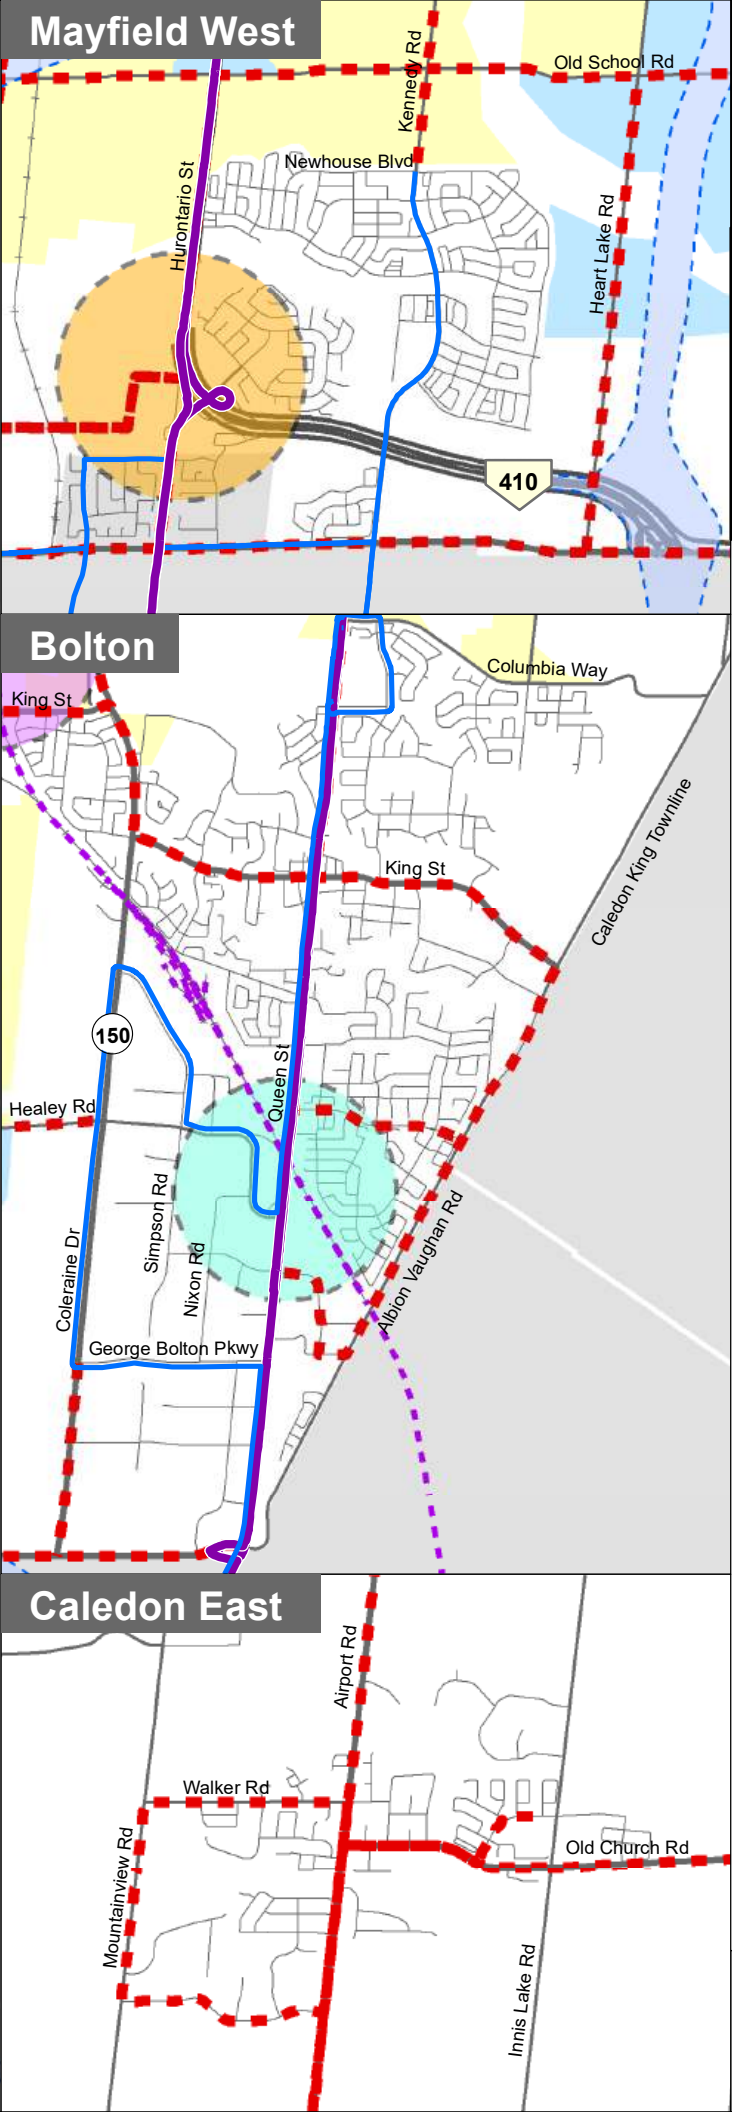 Mayfield West
Kennedy Rd
Old School Rd
Newhouse Blvd
Hurontario St
Heart Lake Rd
410
Bolton
Columbia Way
King St
Caledon King Townline
King St
150
Queen St
Healey Rd
Simpson Rd
Albion Vaughan Rd
Coleraine Dr
Nixon Rd
George Bolton Pkwy
Caledon East
Airport Rd
Walker Rd
Mountainview Rd
Old Church Rd
Innis Lake Rd